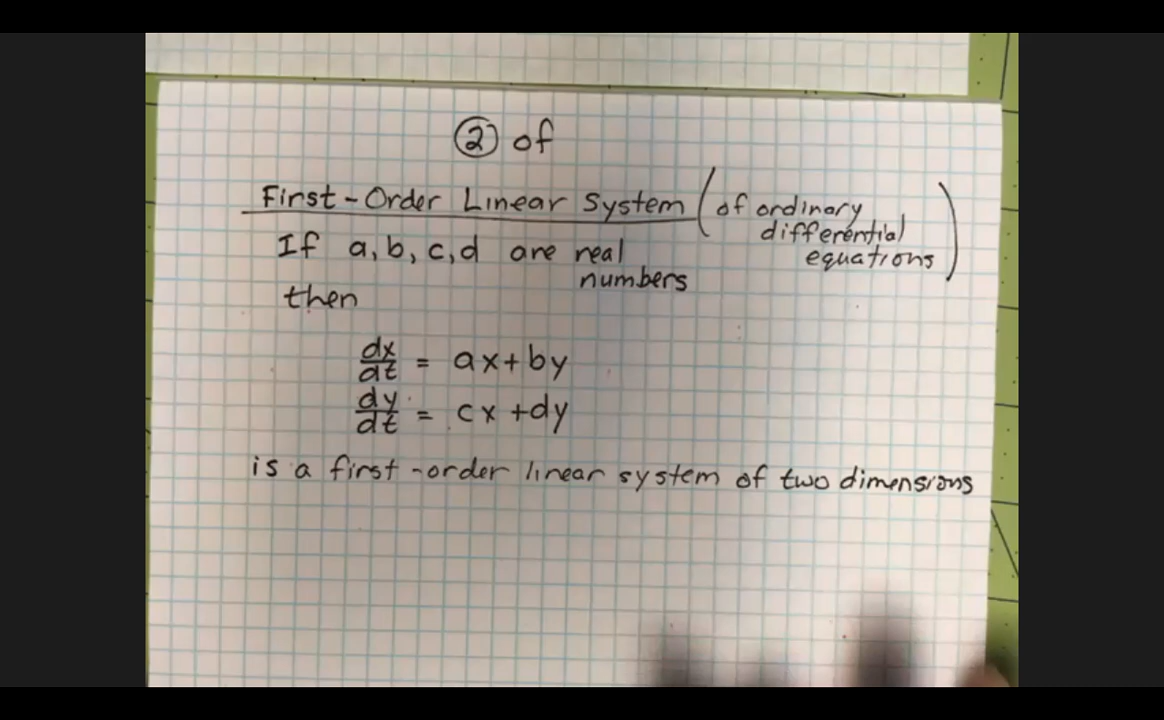 ② of
First-Order Linear System (of ordinary
differential
equations)
If a, b, c, d are real
numbers
then
dx/dt = ax+by
dy/dt = cx+dy
is a first-order linear system of two dimensions